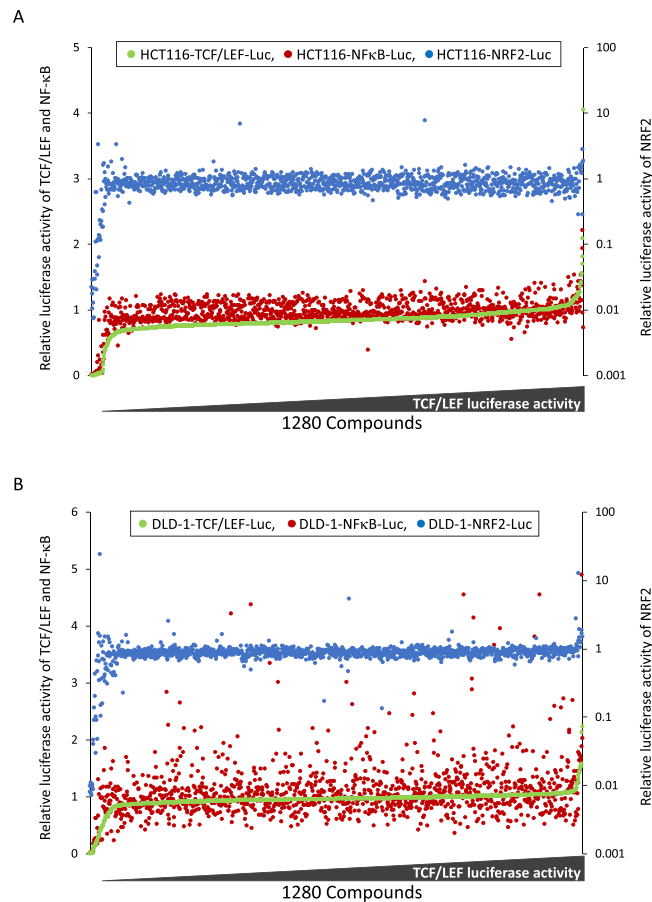 A
HCT116-TCF/LEF-Luc, HCT116-NFκB-Luc, HCT116-NRF2-Luc
Relative luciferase activity of TCF/LEF and NF-κB
5
4
3
2
1
0
100
10
1
0.1
0.01
0.001
Relative luciferase activity of NRF2
TCF/LEF luciferase activity
1280 Compounds
B
DLD-1-TCF/LEF-Luc, DLD-1-NFκB-Luc, DLD-1-NRF2-Luc
Relative luciferase activity of TCF/LEF and NF-κB
6
5
4
3
2
1
0
100
10
1
0.1
0.01
0.001
Relative luciferase activity of NRF2
TCF/LEF luciferase activity
1280 Compounds